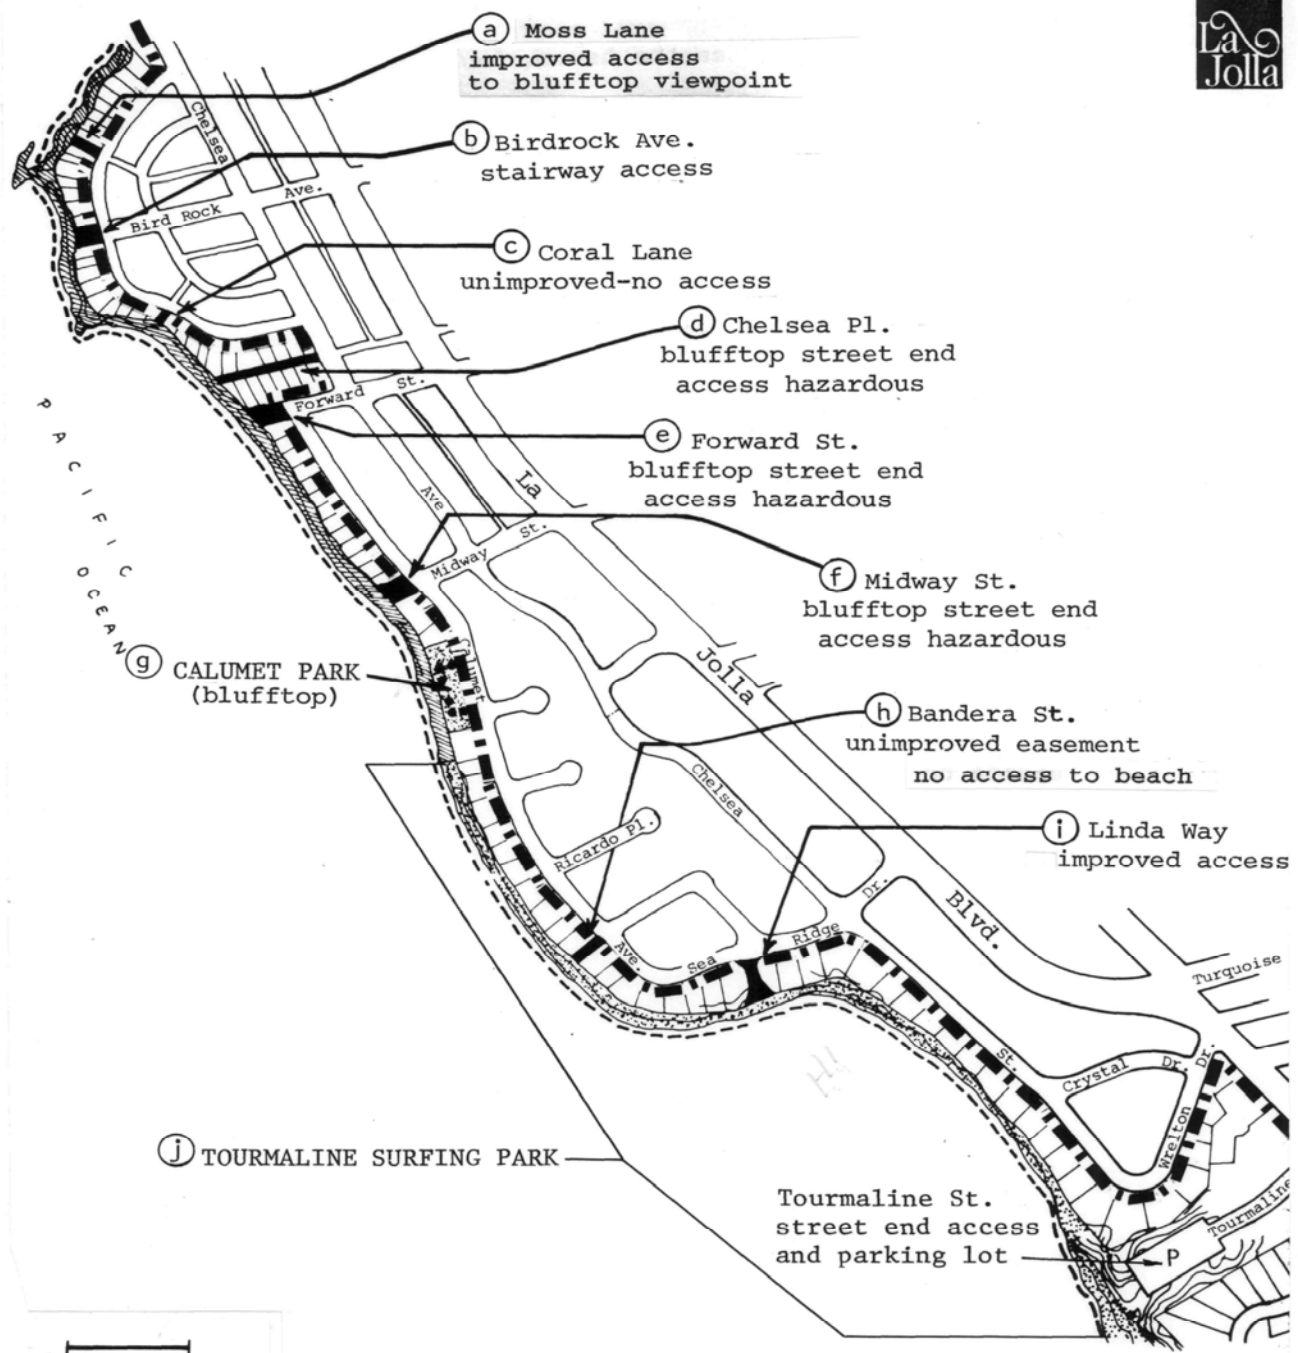 La
Jolla
a Moss Lane
improved access
to blufftop viewpoint
b Birdrock Ave.
stairway access
c Coral Lane
unimproved-no access
d Chelsea Pl.
blufftop street end
access hazardous
e Forward St.
blufftop street end
access hazardous
f Midway St.
blufftop street end
access hazardous
g CALUMET PARK
(blufftop)
h Bandera St.
unimproved easement
no access to beach
i Linda Way
improved access
j TOURMALINE SURFING PARK
Tourmaline St.
street end access
and parking lot
P
PACIFIC
OCEAN
Chelsea
Bird Rock Ave.
Forward St.
Ave
Midway St.
La
Jolla
Blvd.
Calumet
Chelsea
Ricardo Pl.
Ave.
Sea Ridge Dr.
St.
Turquoise
Crystal Dr.
Wrelton Dr.
Tourmaline